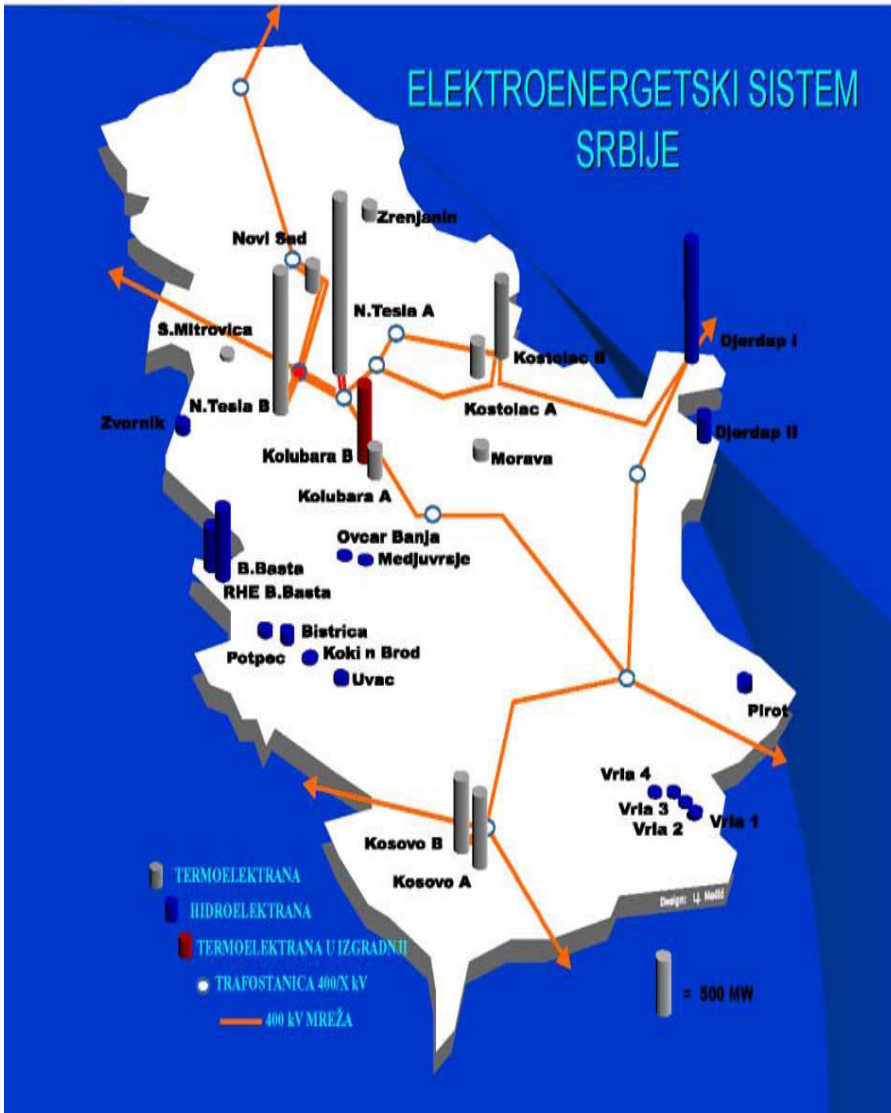 ELEKTROENERGETSKI SISTEM
SRBIJE
Zrenjanin
Novi Sad
N.Tesla A
S.Mitrovica
Djerdap I
Kostolac B
N.Tesla B
Kostolac A
Zvornik
Djerdap II
Kolubara B
Morava
Kolubara A
Ovcar Banja
Medjuvrsje
B.Basta
RHE B.Basta
Bistrica
Potpec
Koki n Brod
Uvac
Pirot
Vrla 4
Vrla 3
Vrla 2
Vrla 1
Kosovo B
Kosovo A
TERMOELEKTRANA
HIDROELEKTRANA
TERMOELEKTRANA U IZGRADNJI
TRAFOSTANICA 400/X kV
400 kV MREŽA
Design:
= 500 MW